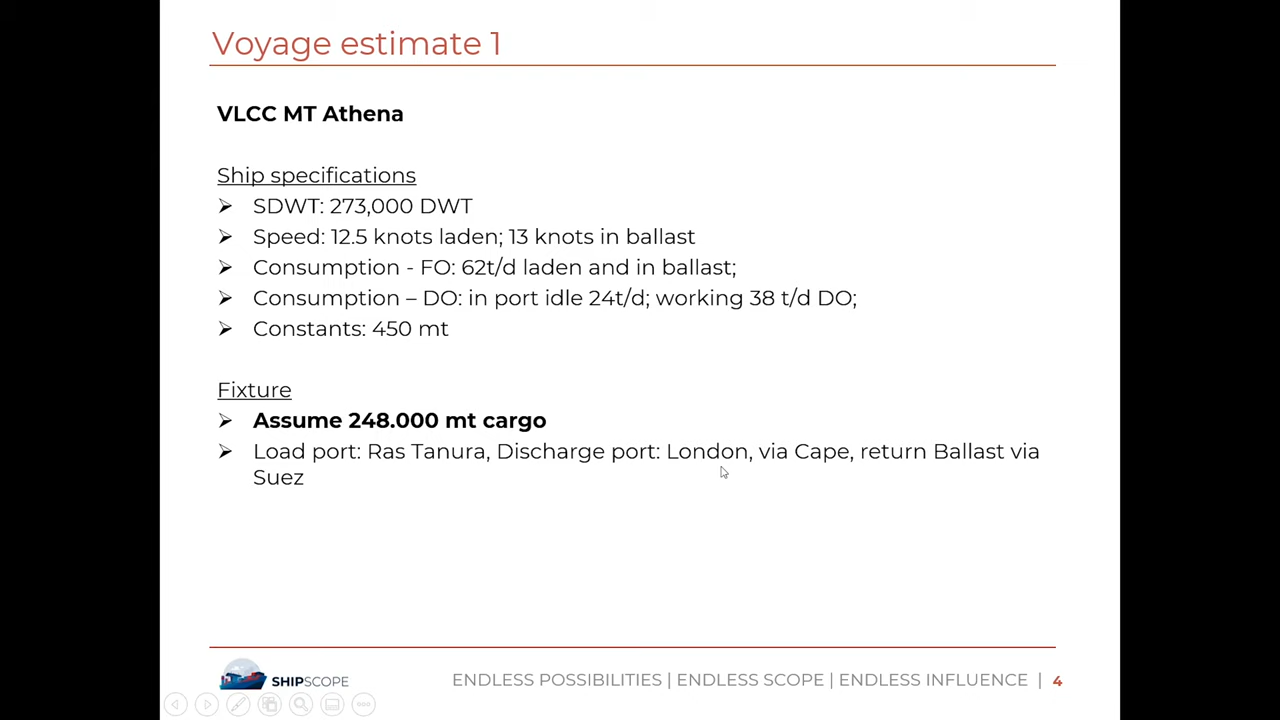 Voyage estimate 1
VLCC MT Athena
Ship specifications
➢ SDWT: 273,000 DWT
➢ Speed: 12.5 knots laden; 13 knots in ballast
➢ Consumption - FO: 62t/d laden and in ballast;
➢ Consumption – DO: in port idle 24t/d; working 38 t/d DO;
➢ Constants: 450 mt
Fixture
➢ Assume 248.000 mt cargo
➢ Load port: Ras Tanura, Discharge port: London, via Cape, return Ballast via
Suez
SHIPSCOPE
ENDLESS POSSIBILITIES | ENDLESS SCOPE | ENDLESS INFLUENCE | 4